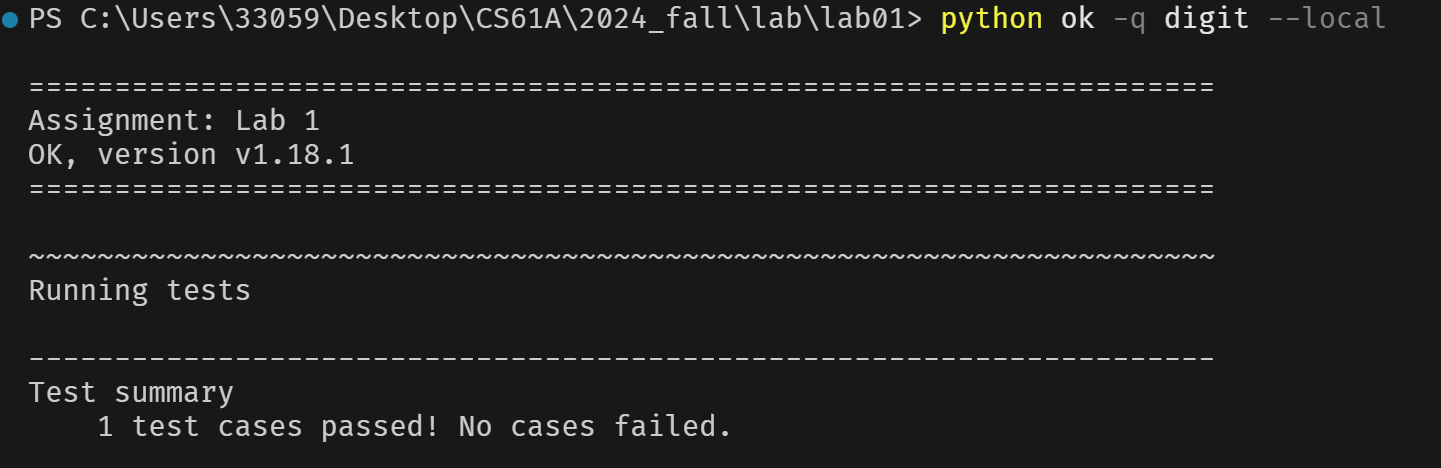 PS C:\Users\33059\Desktop\CS61A\2024_fall\lab\lab01> python ok -q digit --local
=====================================================================
Assignment: Lab 1
OK, version v1.18.1
=====================================================================
~~~~~~~~~~~~~~~~~~~~~~~~~~~~~~~~~~~~~~~~~~~~~~~~~~~~~~~~~~~~~~~~~~~~~
Running tests
---------------------------------------------------------------------
Test summary
    1 test cases passed! No cases failed.